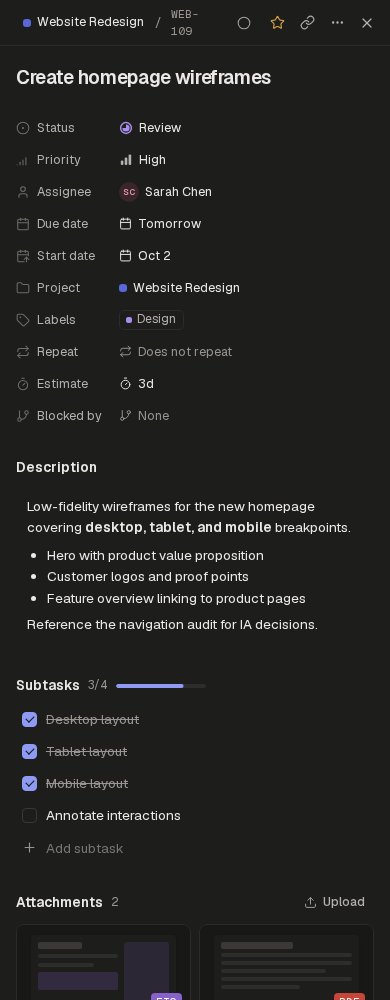 Website Redesign / WEB-
109
Create homepage wireframes
Status Review
Priority High
Assignee SC Sarah Chen
Due date Tomorrow
Start date Oct 2
Project Website Redesign
Labels Design
Repeat Does not repeat
Estimate 3d
Blocked by None
Description
Low-fidelity wireframes for the new homepage
covering desktop, tablet, and mobile breakpoints.
• Hero with product value proposition
• Customer logos and proof points
• Feature overview linking to product pages
Reference the navigation audit for IA decisions.
Subtasks 3/4
Desktop layout
Tablet layout
Mobile layout
Annotate interactions
+ Add subtask
Attachments 2 Upload